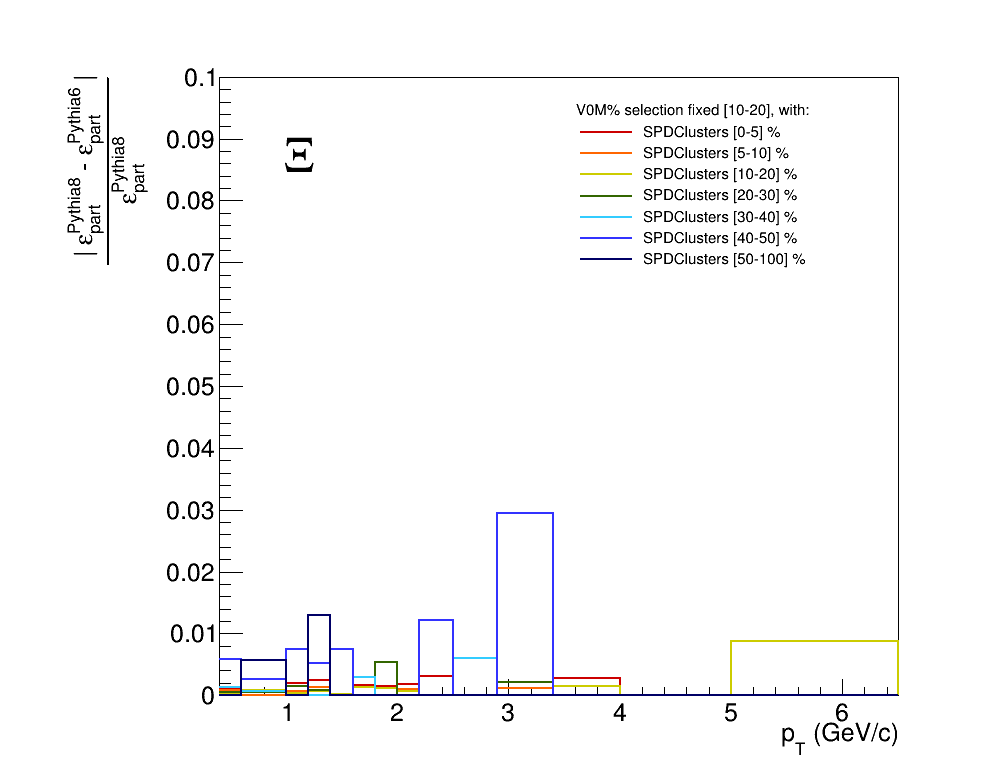 | ε_part^Pythia8 - ε_part^Pythia6 |
ε_part^Pythia8
0.1
0.09
0.08
0.07
0.06
0.05
0.04
0.03
0.02
0.01
0
Ξ
V0M% selection fixed [10-20], with:
SPDClusters [0-5] %
SPDClusters [5-10] %
SPDClusters [10-20] %
SPDClusters [20-30] %
SPDClusters [30-40] %
SPDClusters [40-50] %
SPDClusters [50-100] %
1 2 3 4 5 6
p_T (GeV/c)